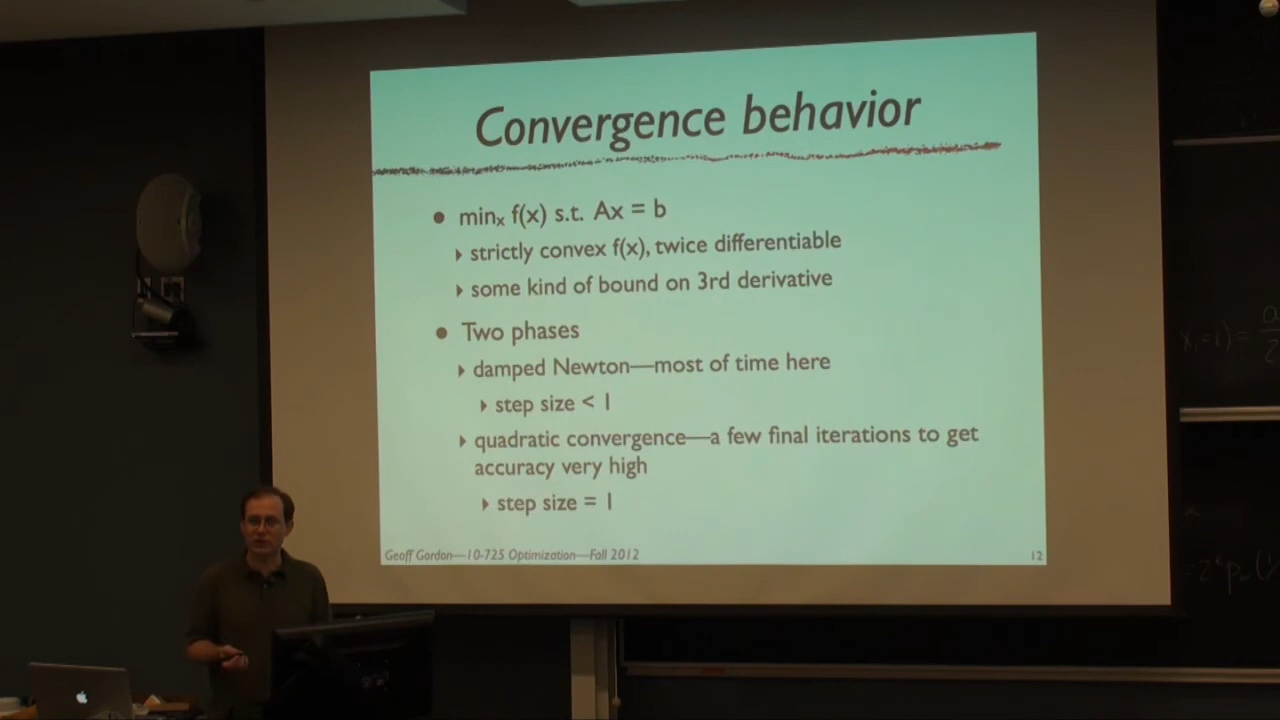 Convergence behavior
● minₓ f(x) s.t. Ax = b
‣ strictly convex f(x), twice differentiable
‣ some kind of bound on 3rd derivative
● Two phases
‣ damped Newton—most of time here
‣ step size < 1
‣ quadratic convergence—a few final iterations to get
accuracy very high
‣ step size = 1
Geoff Gordon—10-725 Optimization—Fall 2012
12